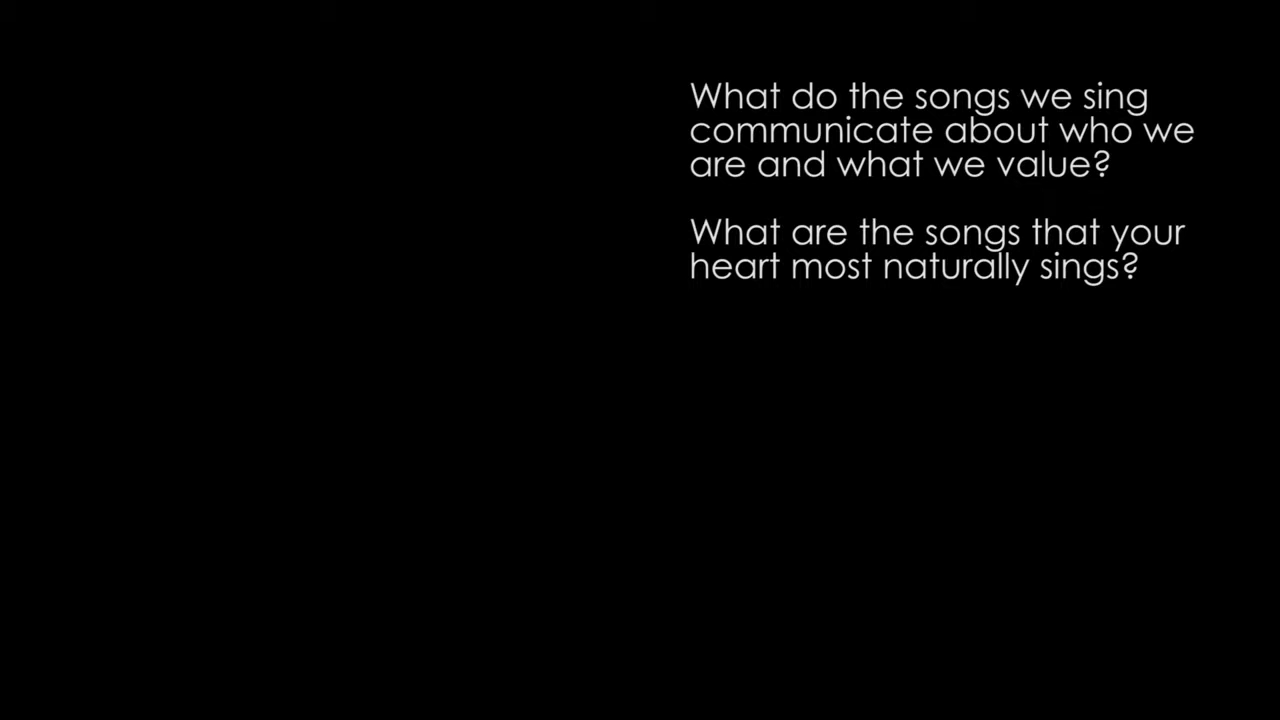 What do the songs we sing
communicate about who we
are and what we value?
What are the songs that your
heart most naturally sings?